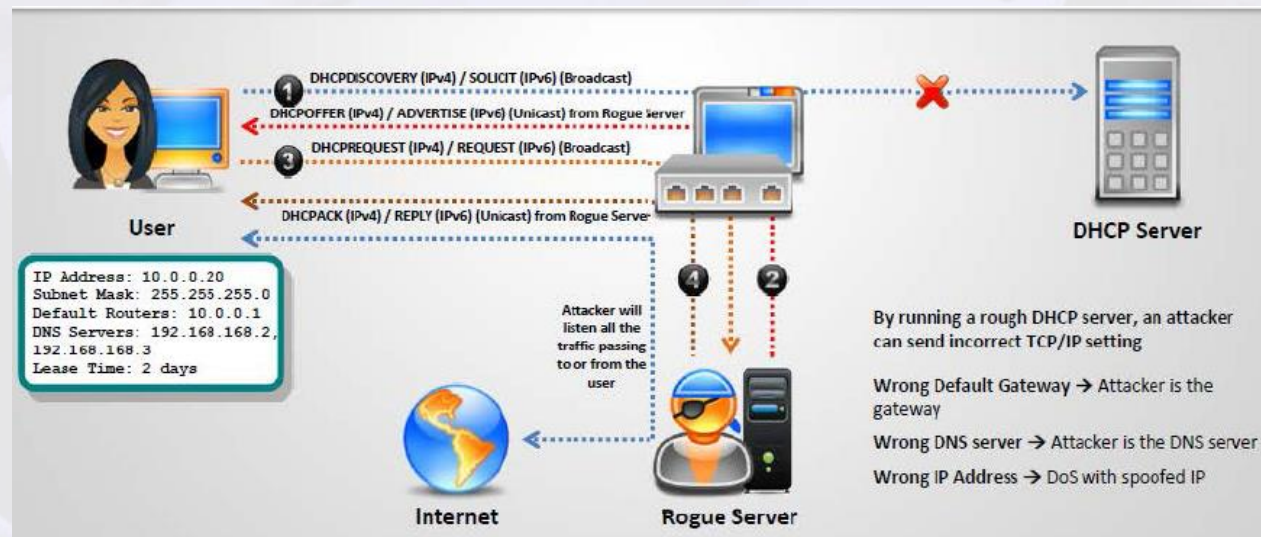 1
DHCPDISCOVERY (IPv4) / SOLICIT (IPv6) (Broadcast)
DHCPOFFER (IPv4) / ADVERTISE (IPv6) (Unicast) from Rogue Server
3
DHCPREQUEST (IPv4) / REQUEST (IPv6) (Broadcast)
DHCPACK (IPv4) / REPLY (IPv6) (Unicast) from Rogue Server
User
DHCP Server
IP Address: 10.0.0.20
Subnet Mask: 255.255.255.0
Default Routers: 10.0.0.1
DNS Servers: 192.168.168.2,
192.168.168.3
Lease Time: 2 days
4
2
Attacker will
listen all the
traffic passing
to or from the
user
By running a rough DHCP server, an attacker
can send incorrect TCP/IP setting
Wrong Default Gateway → Attacker is the
gateway
Wrong DNS server → Attacker is the DNS server
Wrong IP Address → DoS with spoofed IP
Internet
Rogue Server